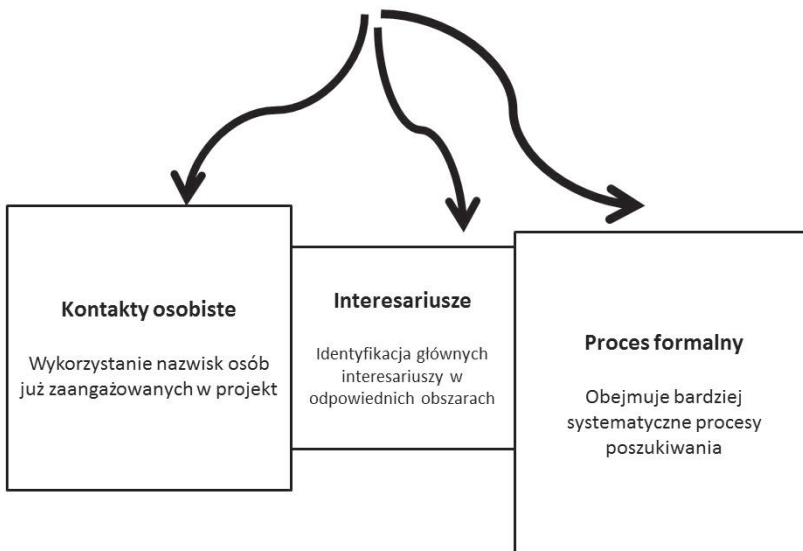 Kontakty osobiste
Wykorzystanie nazwisk osób
już zaangażowanych w projekt
Interesariusze
Identyfikacja głównych
interesariuszy w
odpowiednich obszarach
Proces formalny
Obejmuje bardziej
systematyczne procesy
poszukiwania